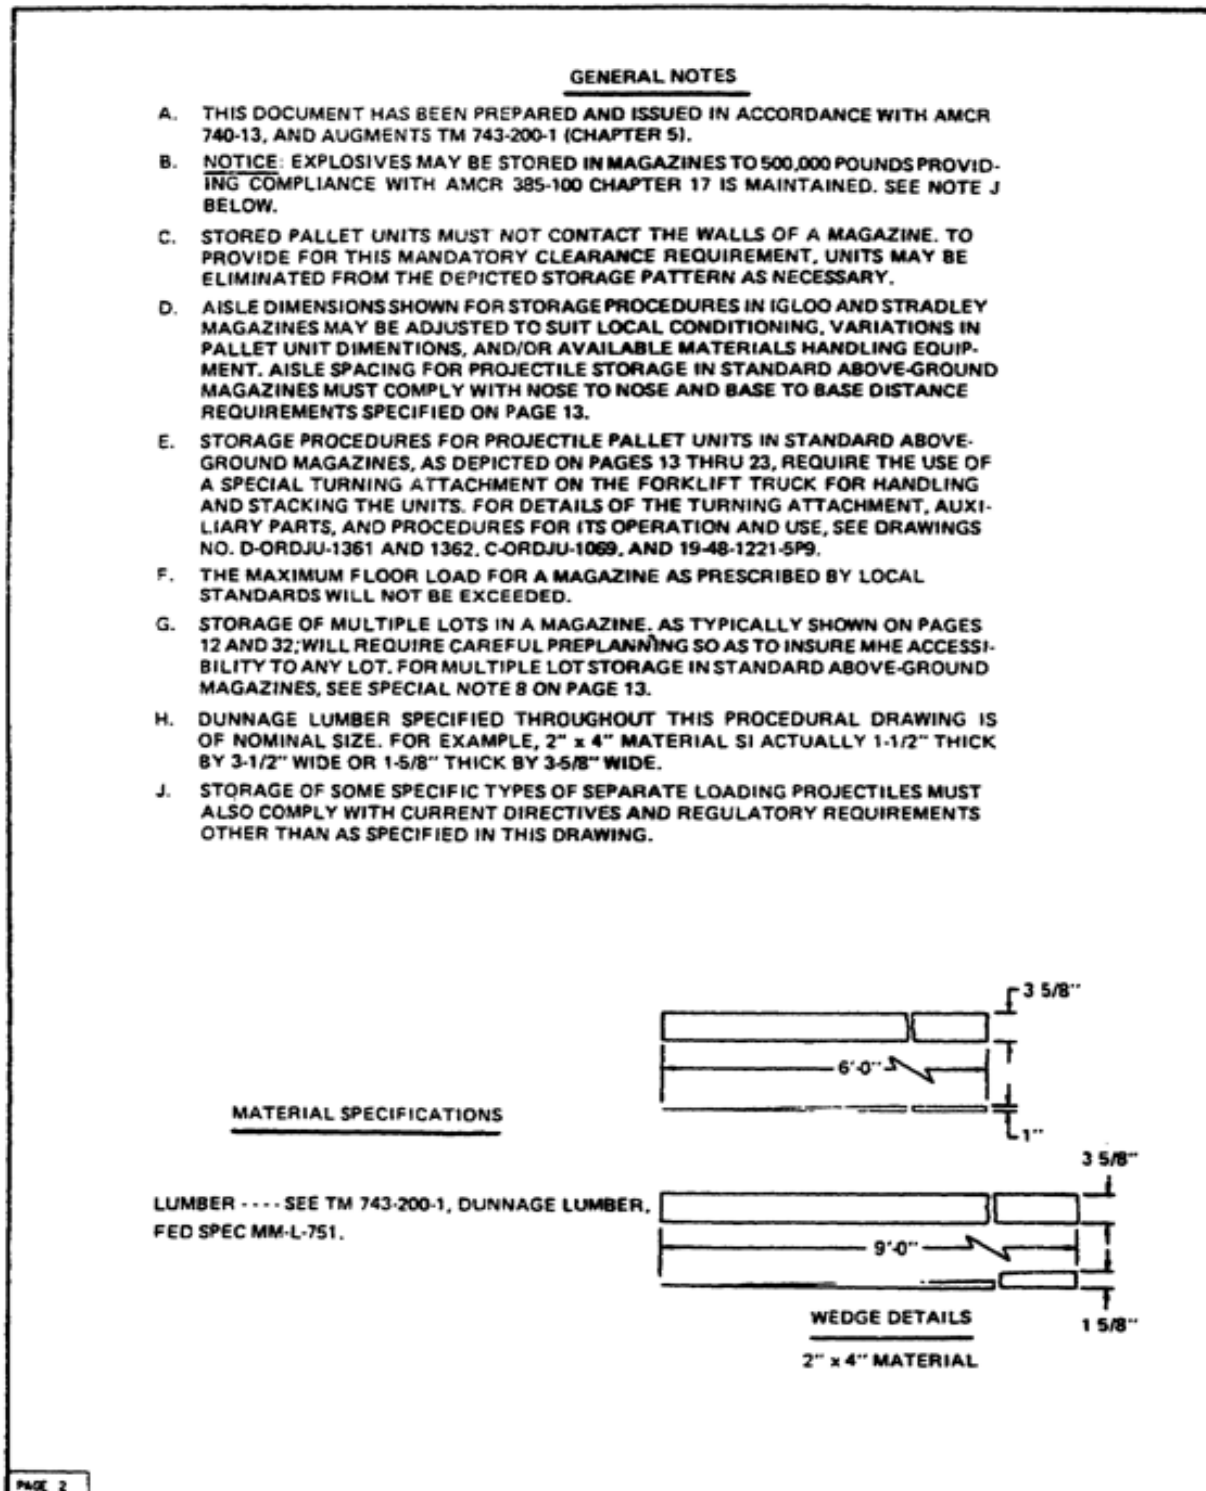 GENERAL NOTES
A. THIS DOCUMENT HAS BEEN PREPARED AND ISSUED IN ACCORDANCE WITH AMCR
740-13, AND AUGMENTS TM 743-200-1 (CHAPTER 5).
B. NOTICE: EXPLOSIVES MAY BE STORED IN MAGAZINES TO 500,000 POUNDS PROVID-
ING COMPLIANCE WITH AMCR 385-100 CHAPTER 17 IS MAINTAINED. SEE NOTE J
BELOW.
C. STORED PALLET UNITS MUST NOT CONTACT THE WALLS OF A MAGAZINE. TO
PROVIDE FOR THIS MANDATORY CLEARANCE REQUIREMENT, UNITS MAY BE
ELIMINATED FROM THE DEPICTED STORAGE PATTERN AS NECESSARY.
D. AISLE DIMENSIONS SHOWN FOR STORAGE PROCEDURES IN IGLOO AND STRADLEY
MAGAZINES MAY BE ADJUSTED TO SUIT LOCAL CONDITIONING, VARIATIONS IN
PALLET UNIT DIMENTIONS, AND/OR AVAILABLE MATERIALS HANDLING EQUIP-
MENT. AISLE SPACING FOR PROJECTILE STORAGE IN STANDARD ABOVE-GROUND
MAGAZINES MUST COMPLY WITH NOSE TO NOSE AND BASE TO BASE DISTANCE
REQUIREMENTS SPECIFIED ON PAGE 13.
E. STORAGE PROCEDURES FOR PROJECTILE PALLET UNITS IN STANDARD ABOVE-
GROUND MAGAZINES, AS DEPICTED ON PAGES 13 THRU 23, REQUIRE THE USE OF
A SPECIAL TURNING ATTACHMENT ON THE FORKLIFT TRUCK FOR HANDLING
AND STACKING THE UNITS. FOR DETAILS OF THE TURNING ATTACHMENT, AUXI-
LIARY PARTS, AND PROCEDURES FOR ITS OPERATION AND USE, SEE DRAWINGS
NO. D-ORDJU-1361 AND 1362, C-ORDJU-1069, AND 19-48-1221-5P9.
F. THE MAXIMUM FLOOR LOAD FOR A MAGAZINE AS PRESCRIBED BY LOCAL
STANDARDS WILL NOT BE EXCEEDED.
G. STORAGE OF MULTIPLE LOTS IN A MAGAZINE, AS TYPICALLY SHOWN ON PAGES
12 AND 32, WILL REQUIRE CAREFUL PREPLANNING SO AS TO INSURE MHE ACCESSI-
BILITY TO ANY LOT. FOR MULTIPLE LOT STORAGE IN STANDARD ABOVE-GROUND
MAGAZINES, SEE SPECIAL NOTE 8 ON PAGE 13.
H. DUNNAGE LUMBER SPECIFIED THROUGHOUT THIS PROCEDURAL DRAWING IS
OF NOMINAL SIZE. FOR EXAMPLE, 2" x 4" MATERIAL SI ACTUALLY 1-1/2" THICK
BY 3-1/2" WIDE OR 1-5/8" THICK BY 3-5/8" WIDE.
J. STORAGE OF SOME SPECIFIC TYPES OF SEPARATE LOADING PROJECTILES MUST
ALSO COMPLY WITH CURRENT DIRECTIVES AND REGULATORY REQUIREMENTS
OTHER THAN AS SPECIFIED IN THIS DRAWING.
3 5/8"
6'-0"
MATERIAL SPECIFICATIONS
1"
3 5/8"
LUMBER - - - - SEE TM 743-200-1, DUNNAGE LUMBER,
FED SPEC MM-L-751.
9'-0"
WEDGE DETAILS
1 5/8"
2" x 4" MATERIAL
PAGE 2